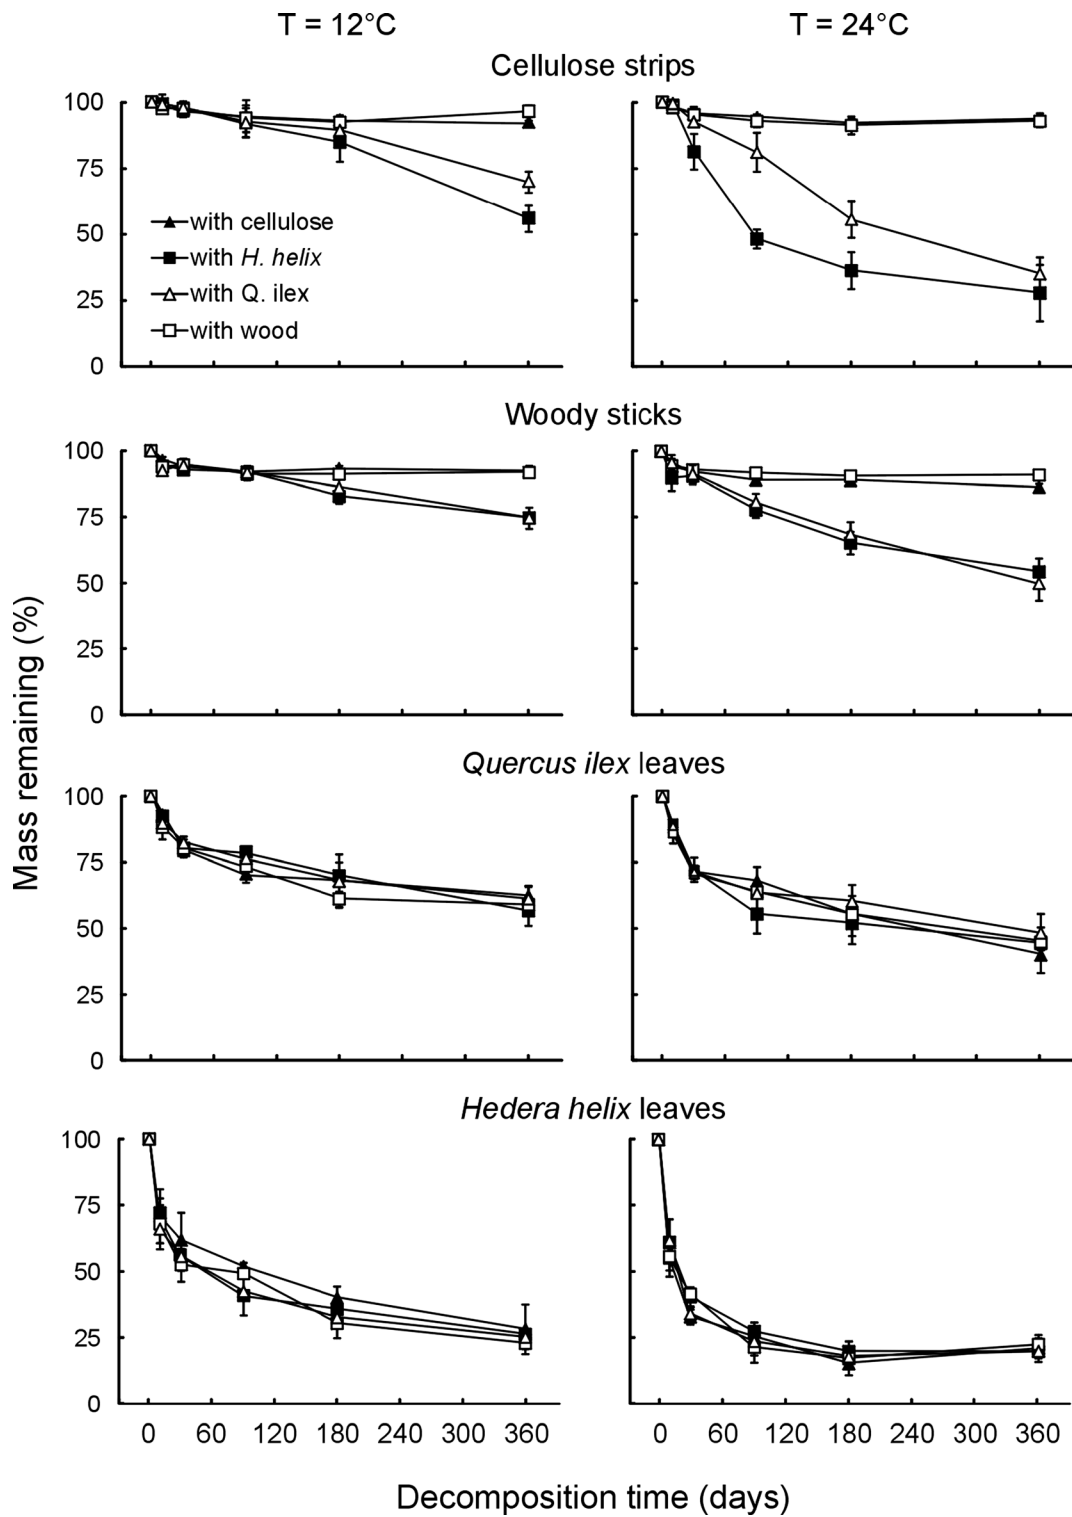 T = 12°C
T = 24°C
Cellulose strips
100
75
50
25
0
with cellulose
with H. helix
with Q. ilex
with wood
Woody sticks
100
75
50
25
0
Mass remaining (%)
Quercus ilex leaves
100
75
50
25
0
Hedera helix leaves
100
75
50
25
0
0 60 120 180 240 300 360
0 60 120 180 240 300 360
Decomposition time (days)